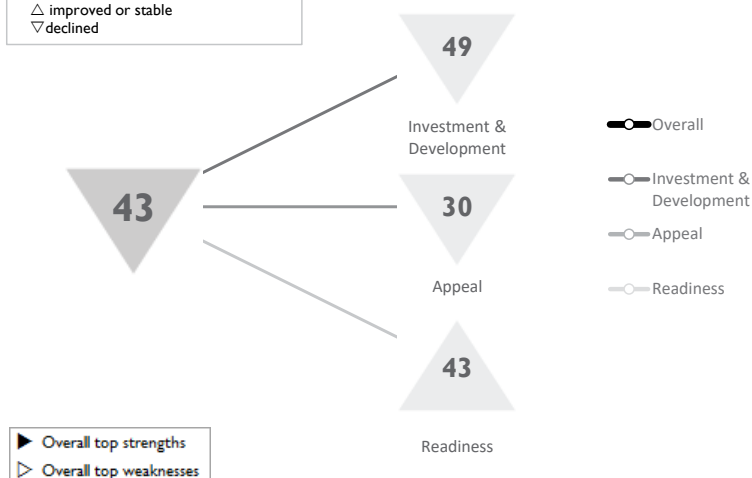 △ improved or stable
▽ declined
49
Investment &
Development
43
30
Appeal
43
Readiness
Overall
Investment &
Development
Appeal
Readiness
▶ Overall top strengths
▷ Overall top weaknesses